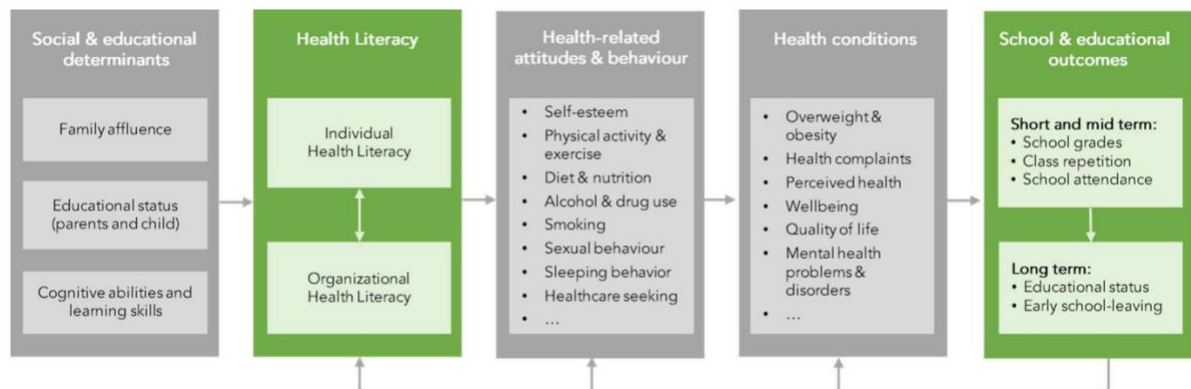 Social & educational
determinants
Family affluence
Educational status
(parents and child)
Cognitive abilities and
learning skills
Health Literacy
Individual
Health Literacy
Organizational
Health Literacy
Health-related
attitudes & behaviour
• Self-esteem
• Physical activity &
exercise
• Diet & nutrition
• Alcohol & drug use
• Smoking
• Sexual behaviour
• Sleeping behavior
• Healthcare seeking
• ...
Health conditions
• Overweight &
obesity
• Health complaints
• Perceived health
• Wellbeing
• Quality of life
• Mental health
problems &
disorders
• ...
School & educational
outcomes
Short and mid term:
• School grades
• Class repetition
• School attendance
Long term:
• Educational status
• Early school-leaving